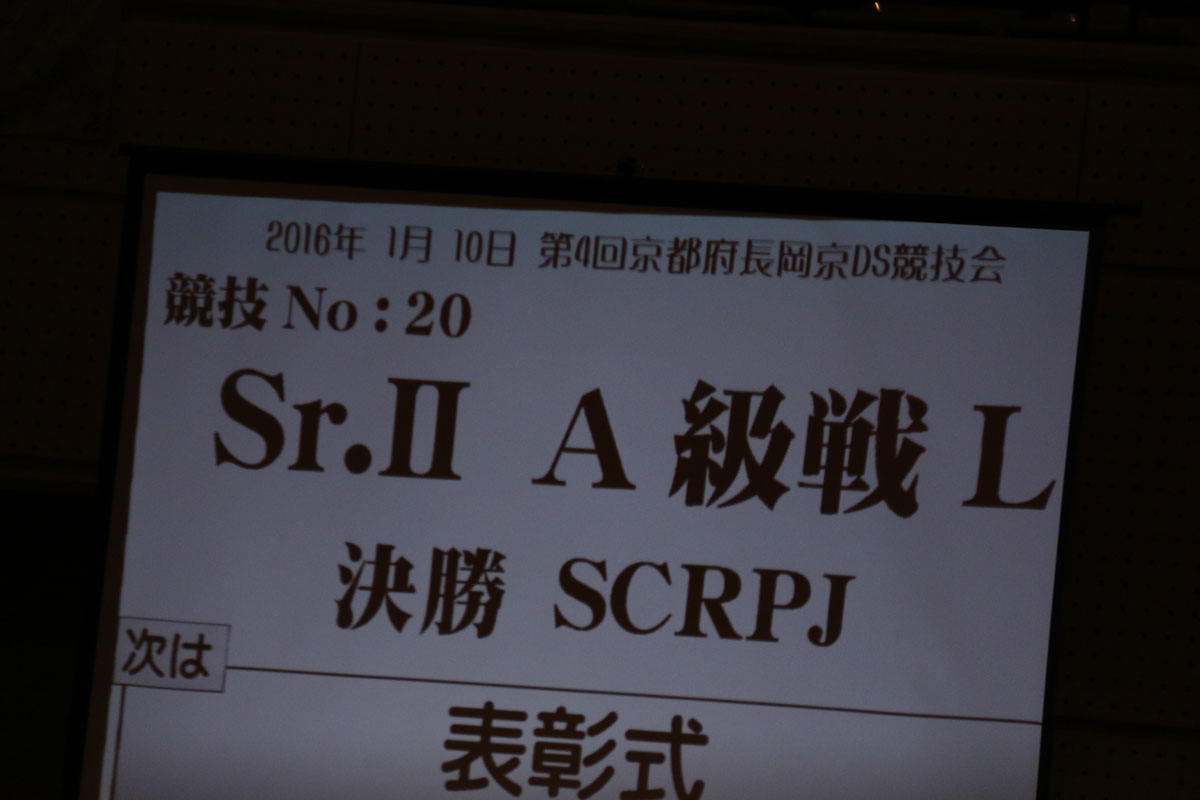 2016年 1月 10日 第4回京都府長岡京DS競技会
競技 No : 20
Sr.II A 級戦 L
決勝 SCRPJ
次は
表彰式